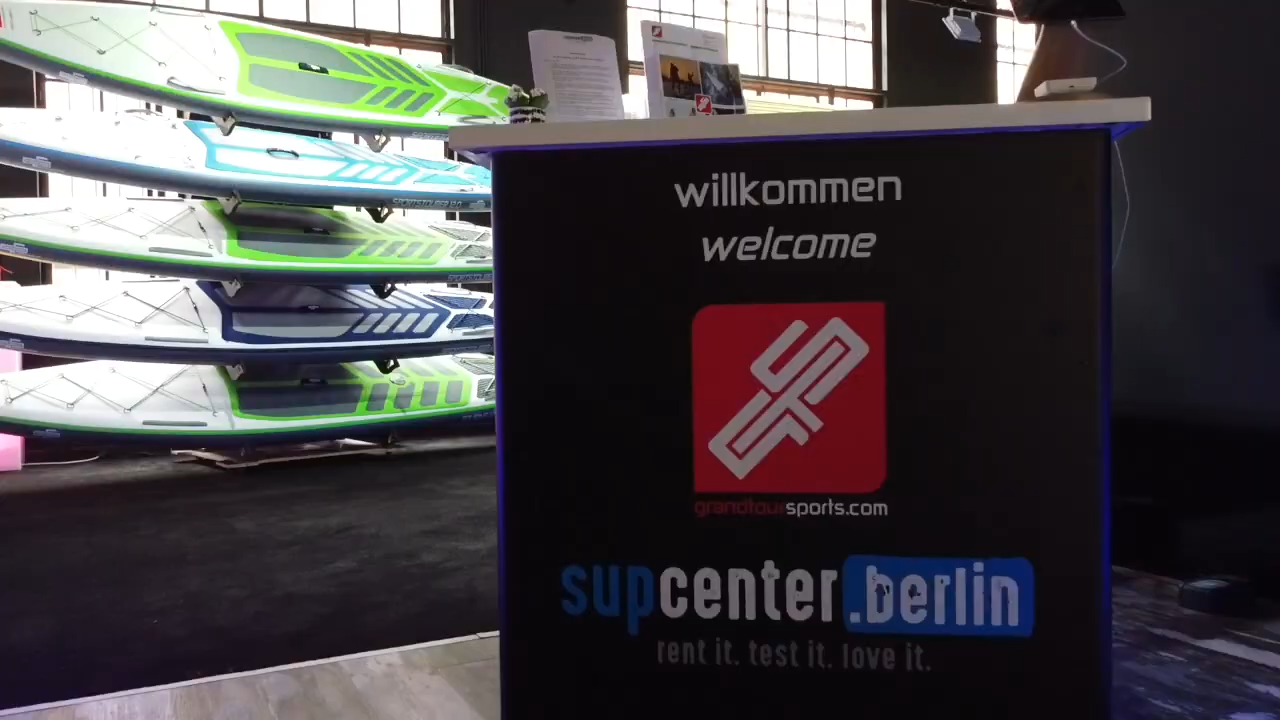 willkommen
welcome
grandtoursports.com
supcenter.berlin
rent it. test it. love it.